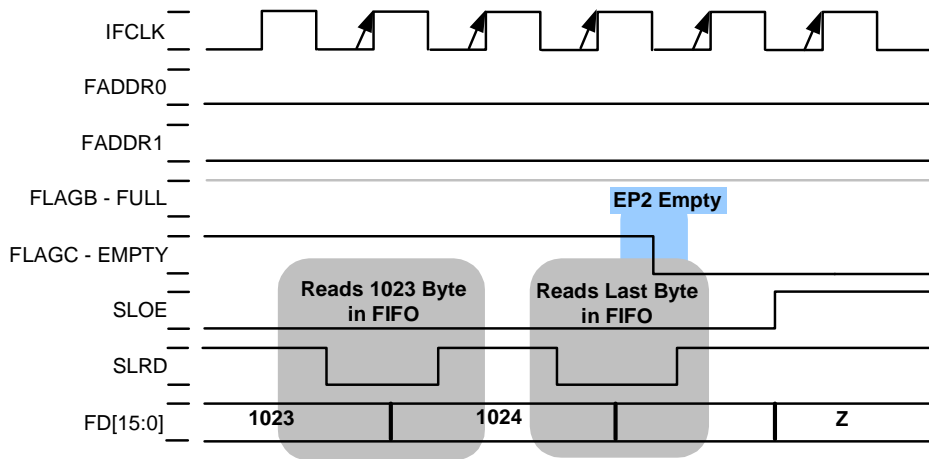 IFCLK
FADDR0
FADDR1
FLAGB - FULL
EP2 Empty
FLAGC - EMPTY
Reads 1023 Byte
in FIFO
Reads Last Byte
in FIFO
SLOE
SLRD
FD[15:0]
1023
1024
Z